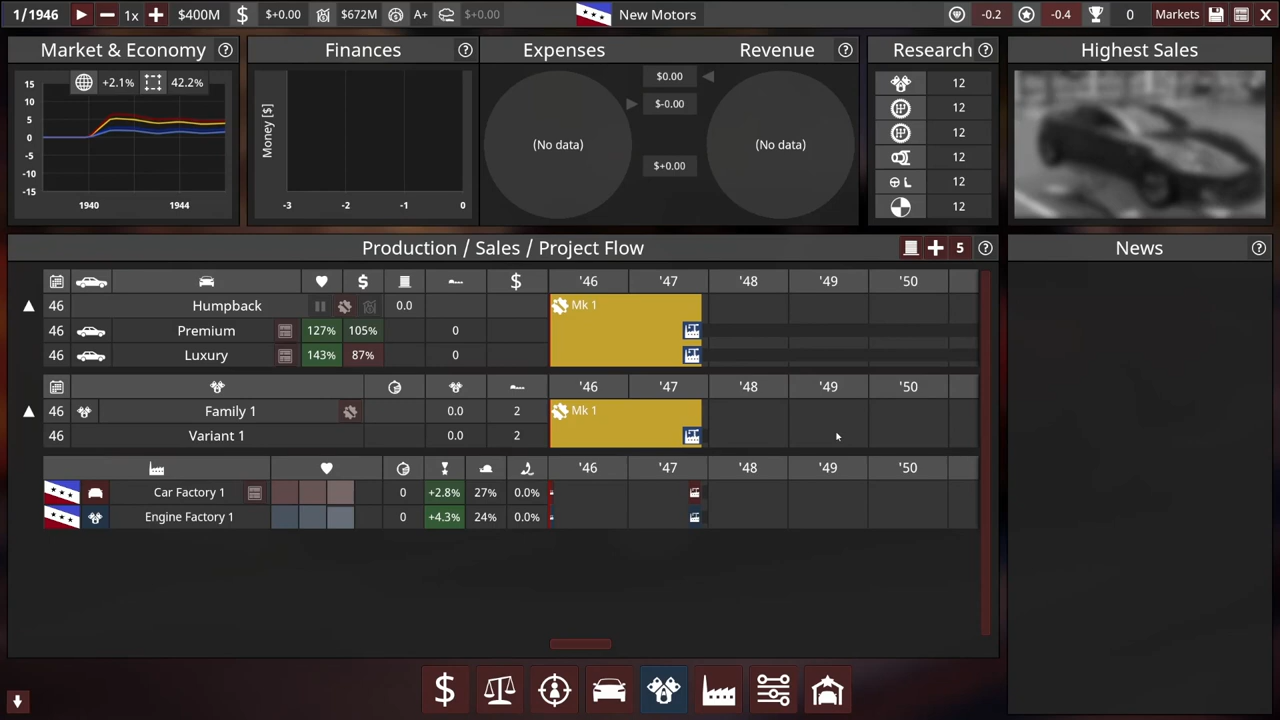 1/1946 1x $400M $ $+0.00 $672M A+ $+0.00 New Motors -0.2 -0.4 0 Markets X
Market & Economy ?
+2.1% 42.2%
15
10
5
0
-5
-10
-15
1940 1944
Finances ?
Money [$]
-3 -2 -1 0
Expenses Revenue ?
(No data)
$0.00
$-0.00
$+0.00
(No data)
Research ?
12
12
12
12
12
12
Highest Sales
Production / Sales / Project Flow 5 ?
$ $ '46 '47 '48 '49 '50
46 Humpback 0.0 Mk 1
46 Premium 127% 105% 0
46 Luxury 143% 87% 0
'46 '47 '48 '49 '50
46 Family 1 0.0 2 Mk 1
46 Variant 1 0.0 2
'46 '47 '48 '49 '50
Car Factory 1 0 +2.8% 27% 0.0%
Engine Factory 1 0 +4.3% 24% 0.0%
News ?
$